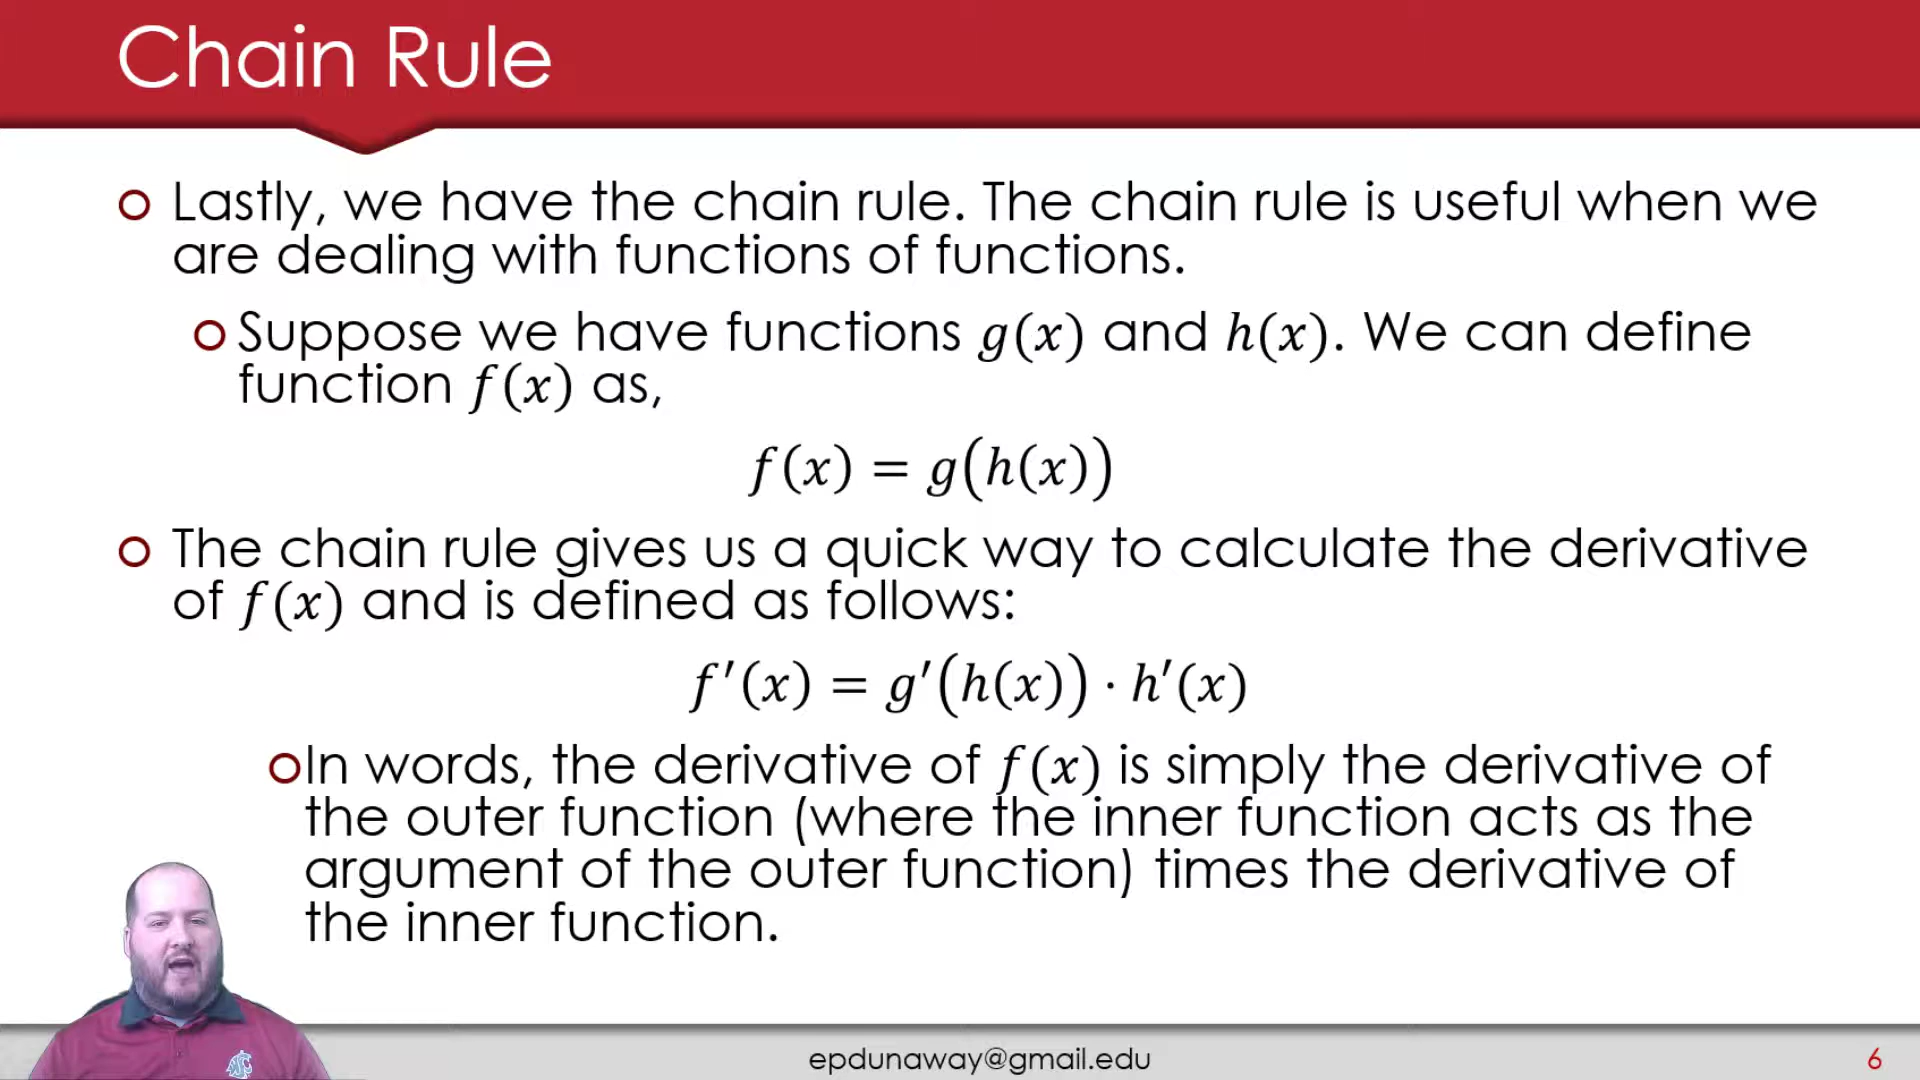 Chain Rule
Lastly, we have the chain rule. The chain rule is useful when we
are dealing with functions of functions.
Suppose we have functions g(x) and h(x). We can define
function f(x) as,
f(x) = g(h(x))
The chain rule gives us a quick way to calculate the derivative
of f(x) and is defined as follows:
f′(x) = g′(h(x)) · h′(x)
In words, the derivative of f(x) is simply the derivative of
the outer function (where the inner function acts as the
argument of the outer function) times the derivative of
the inner function.
epdunaway@gmail.edu
6